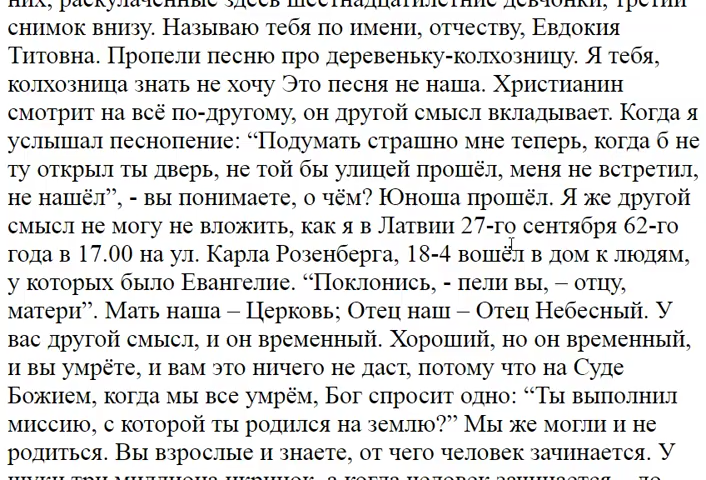 них, раскулаченные здесь шестнадцатилетние девчонки, третий
снимок внизу. Называю тебя по имени, отчеству, Евдокия
Титовна. Пропели песню про деревеньку-колхозницу. Я тебя,
колхозница знать не хочу Это песня не наша. Христианин
смотрит на всё по-другому, он другой смысл вкладывает. Когда я
услышал песнопение: “Подумать страшно мне теперь, когда б не
ту открыл ты дверь, не той бы улицей прошёл, меня не встретил,
не нашёл”, - вы понимаете, о чём? Юноша прошёл. Я же другой
смысл не могу не вложить, как я в Латвии 27-го сентября 62-го
года в 17.00 на ул. Карла Розенберга, 18-4 вошёл в дом к людям,
у которых было Евангелие. “Поклонись, - пели вы, – отцу,
матери”. Мать наша – Церковь; Отец наш – Отец Небесный. У
вас другой смысл, и он временный. Хороший, но он временный,
и вы умрёте, и вам это ничего не даст, потому что на Суде
Божием, когда мы все умрём, Бог спросит одно: “Ты выполнил
миссию, с которой ты родился на землю?” Мы же могли и не
родиться. Вы взрослые и знаете, от чего человек зачинается. У
щуки три миллиона икринок, а когда человек зачинается – до